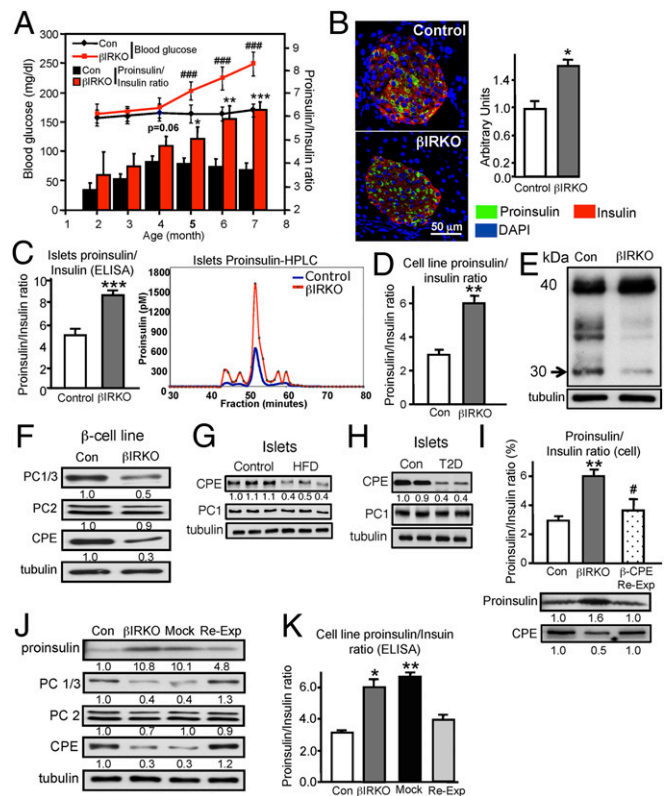 A
Con
βIRKO
Blood glucose
Con
βIRKO
Proinsulin/
Insulin ratio
Blood glucose (mg/dl)
300
250
200
150
100
50
0
###
###
###
p=0.06
*
**
***
9
8
7
6
5
4
3
2
Proinsulin/Insulin ratio
1 2 3 4 5 6 7 8
Age (month)
B
Control
βIRKO
50 µm
Arbitrary Units
1.4
1.0
0.6
0.2
0
*
Control βIRKO
Proinsulin
Insulin
DAPI
C
Islets proinsulin/
Insulin (ELISA)
Proinsulin/Insulin ratio
10
8
6
4
2
0
***
Control βIRKO
Islets Proinsulin-HPLC
Control
βIRKO
Proinsulin (pM)
1800
1500
1200
900
600
300
0
30 40 50 60 70 80
Fraction (minutes)
D
Cell line proinsulin/
insulin ratio
Proinsulin/Insulin ratio
6
4
2
0
**
Con βIRKO
E
kDa
Con βIRKO
40
30
tubulin
F
β-cell line
Con βIRKO
PC1/3
1.0 0.5
PC2
1.0 0.9
CPE
1.0 0.3
tubulin
G
Islets
Control HFD
CPE
1.0 1.1 1.1 0.4 0.5 0.4
PC1
tubulin
H
Islets
Con T2D
CPE
1.0 0.9 0.4 0.4
PC1
tubulin
I
Proinsulin/
Insulin ratio (cell)
Proinsulin/Insulin ratio (%)
8
6
4
2
0
**
#
Con
βIRKO
β-CPE
Re-Exp
Proinsulin
1.0 1.6 1.0
CPE
1.0 0.5 1.0
J
Con βIRKO Mock Re-Exp
proinsulin
1.0 10.8 10.1 4.8
PC 1/3
1.0 0.4 0.4 1.3
PC 2
1.0 0.7 1.0 0.9
CPE
1.0 0.3 0.3 1.2
tubulin
K
Cell line proinsulin/Insuin
ratio (ELISA)
Proinsulin/Insulin ratio
6.0
4.0
2.0
0
*
**
Con βIRKO Mock Re-Exp